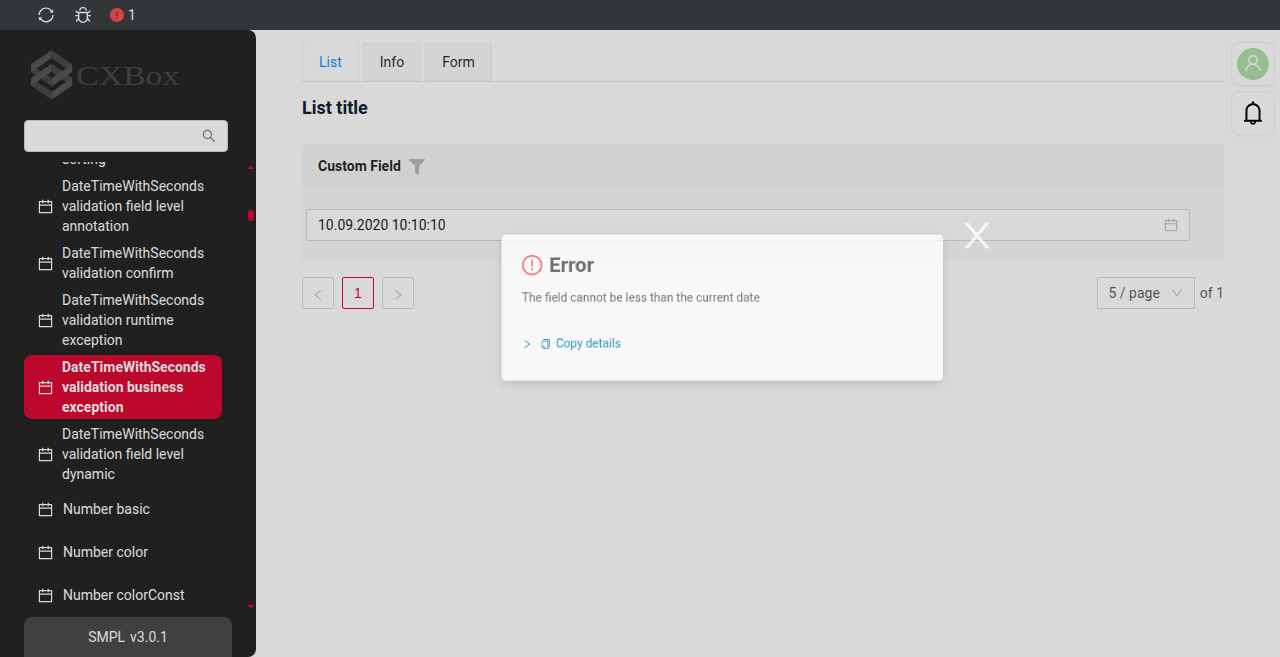 1
CXBox
sorting
DateTimeWithSeconds
validation field level
annotation
DateTimeWithSeconds
validation confirm
DateTimeWithSeconds
validation runtime
exception
DateTimeWithSeconds
validation business
exception
DateTimeWithSeconds
validation field level
dynamic
Number basic
Number color
Number colorConst
SMPL v3.0.1
List Info Form
List title
Custom Field
10.09.2020 10:10:10
1
5 / page of 1
Error
The field cannot be less than the current date
Copy details